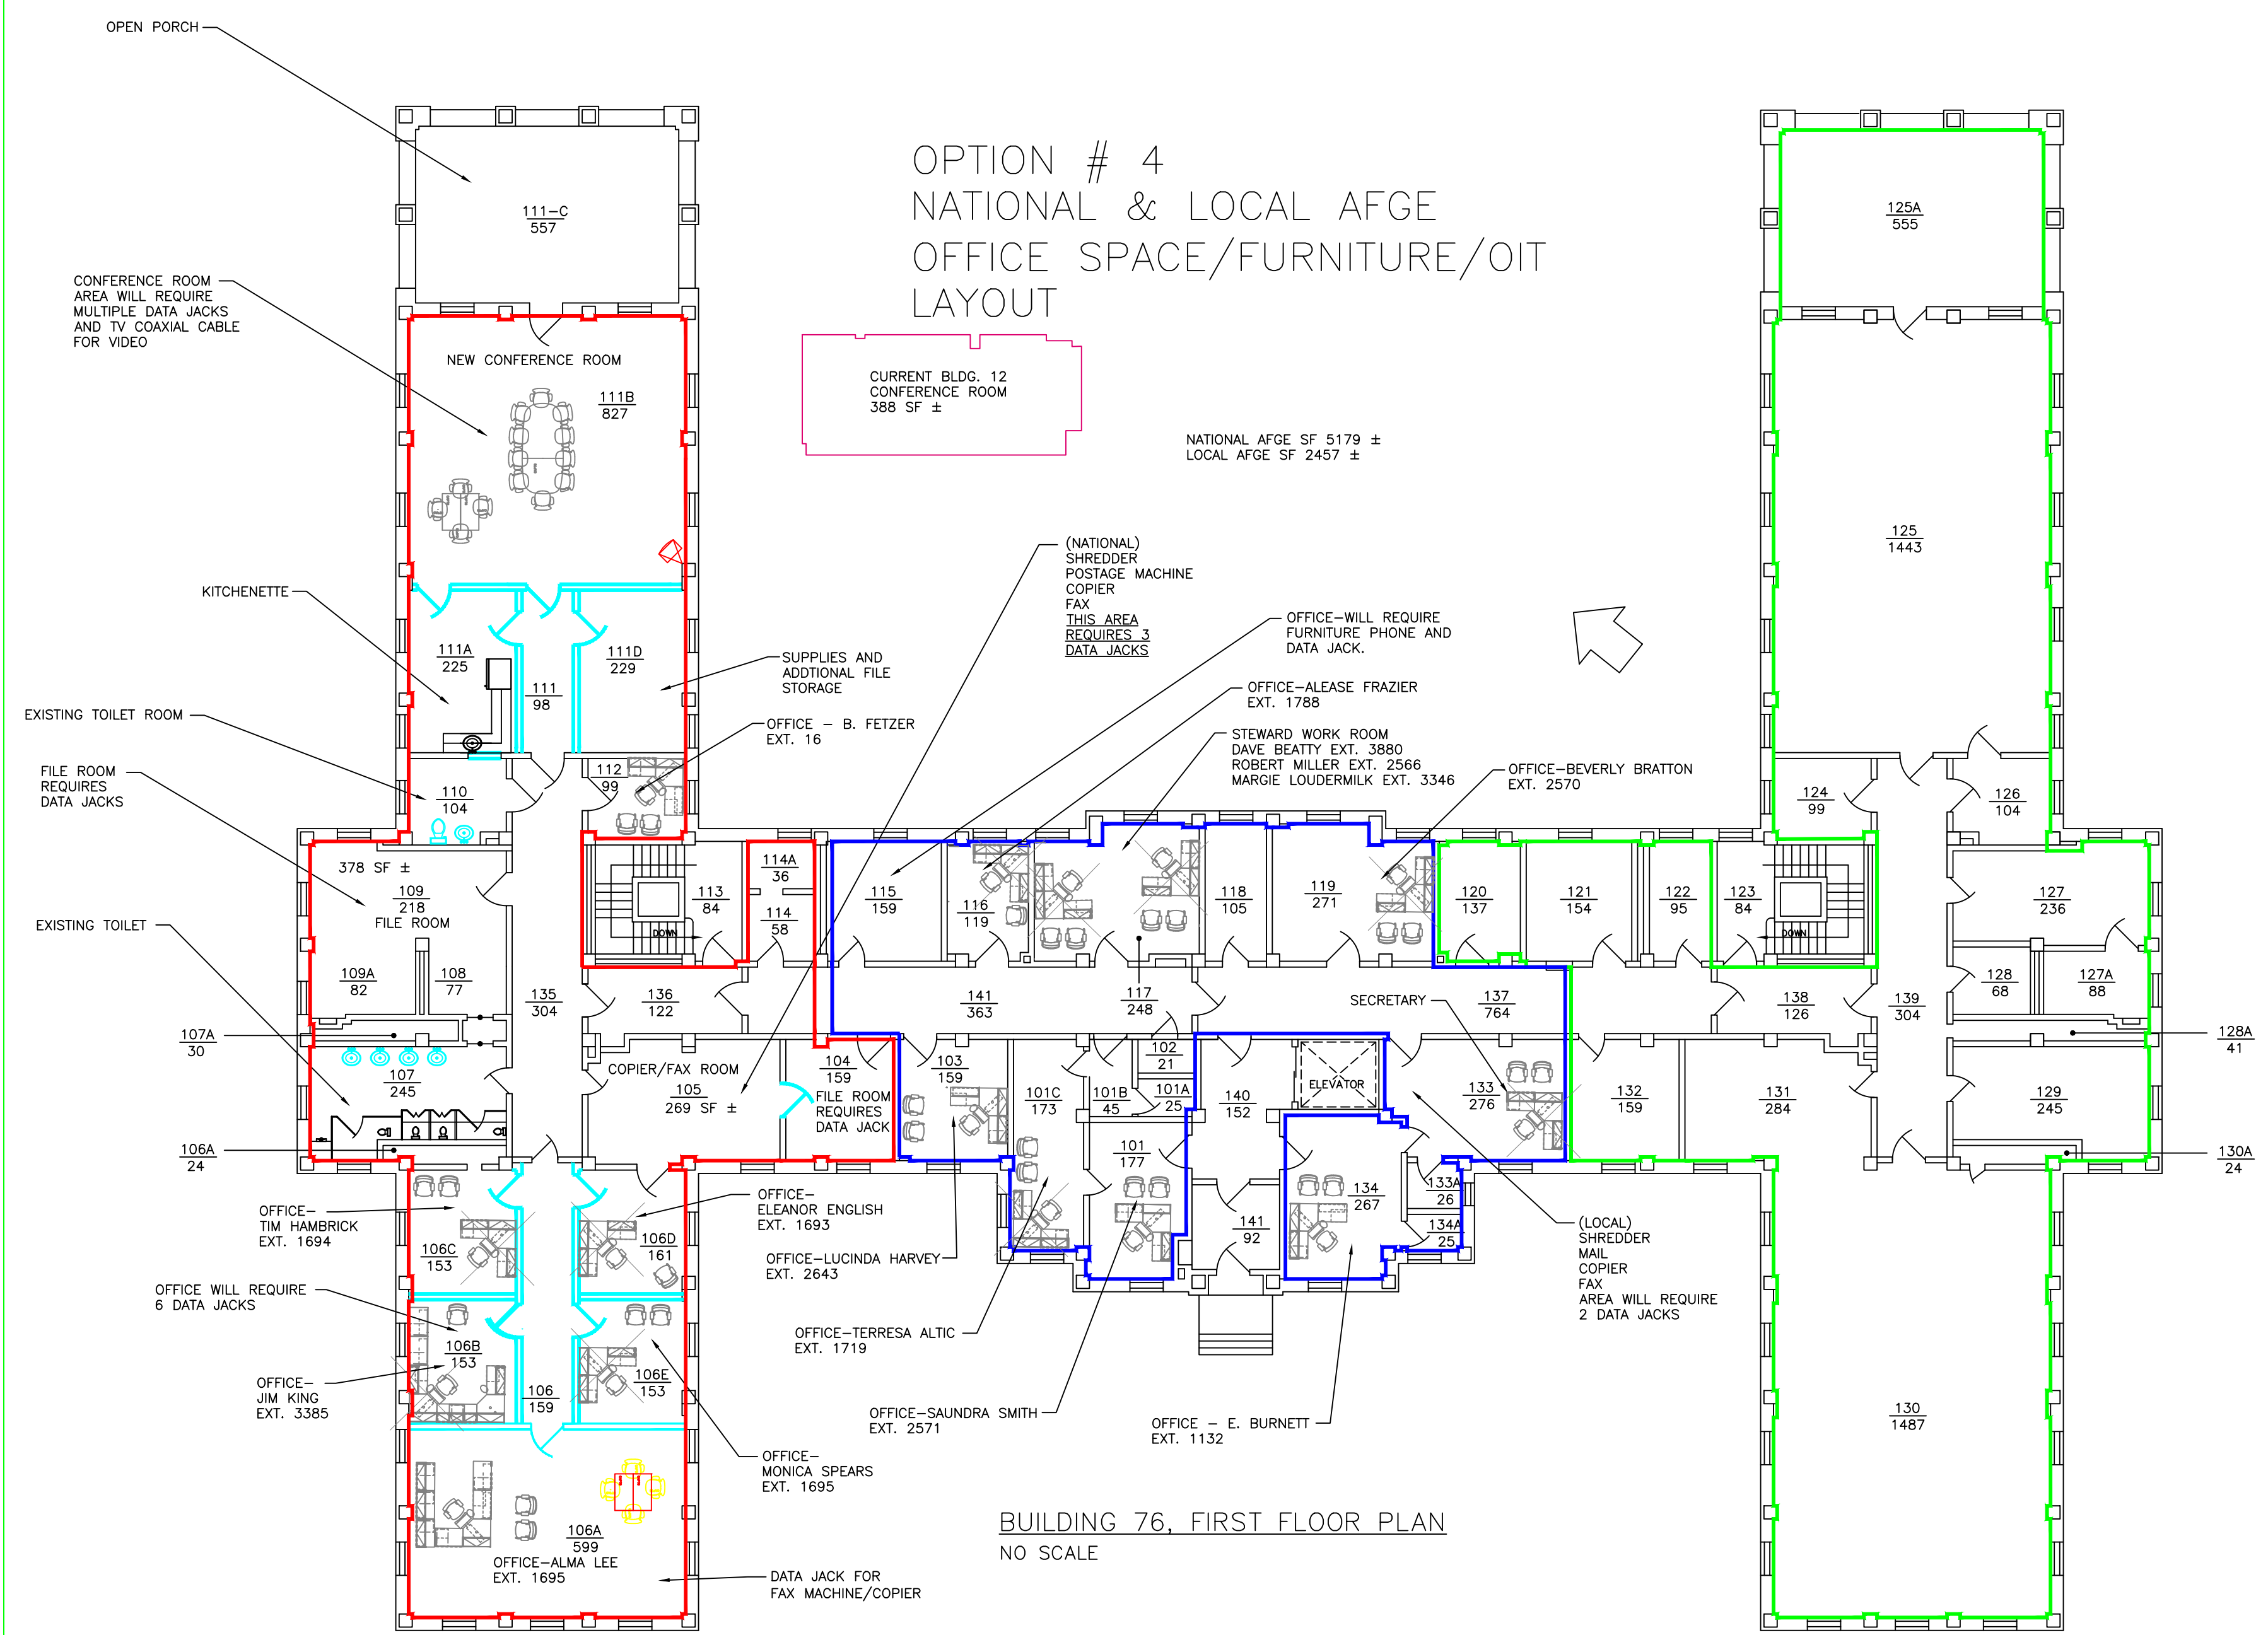 OPEN PORCH
OPTION # 4
NATIONAL & LOCAL AFGE
OFFICE SPACE/FURNITURE/OIT
LAYOUT
111-C
557
125A
555
CONFERENCE ROOM
AREA WILL REQUIRE
MULTIPLE DATA JACKS
AND TV COAXIAL CABLE
FOR VIDEO
NEW CONFERENCE ROOM
111B
827
CURRENT BLDG. 12
CONFERENCE ROOM
388 SF ±
NATIONAL AFGE SF 5179 ±
LOCAL AFGE SF 2457 ±
125
1443
(NATIONAL)
SHREDDER
POSTAGE MACHINE
COPIER
FAX
THIS AREA
REQUIRES 3
DATA JACKS
KITCHENETTE
111A
225
111
98
111D
229
SUPPLIES AND
ADDTIONAL FILE
STORAGE
OFFICE-WILL REQUIRE
FURNITURE PHONE AND
DATA JACK.
OFFICE-ALEASE FRAZIER
EXT. 1788
EXISTING TOILET ROOM
OFFICE - B. FETZER
EXT. 16
STEWARD WORK ROOM
DAVE BEATTY EXT. 3880
ROBERT MILLER EXT. 2566
MARGIE LOUDERMILK EXT. 3346
OFFICE-BEVERLY BRATTON
EXT. 2570
FILE ROOM
REQUIRES
DATA JACKS
110
104
112
99
124
99
126
104
378 SF ±
109
218
FILE ROOM
114A
36
113
84
DOWN
114
58
115
159
116
119
118
105
119
271
120
137
121
154
122
95
123
84
DOWN
127
236
EXISTING TOILET
109A
82
108
77
135
304
136
122
141
363
117
248
SECRETARY
137
764
138
126
139
304
128
68
127A
88
107A
30
128A
41
107
245
COPIER/FAX ROOM
105
269 SF ±
104
159
FILE ROOM
REQUIRES
DATA JACK
103
159
101C
173
101B
45
102
21
101A
25
140
152
ELEVATOR
133
276
132
159
131
284
129
245
106A
24
130A
24
101
177
134
267
133A
26
134A
25
141
92
OFFICE-
TIM HAMBRICK
EXT. 1694
106C
153
OFFICE-
ELEANOR ENGLISH
EXT. 1693
106D
161
OFFICE-LUCINDA HARVEY
EXT. 2643
(LOCAL)
SHREDDER
MAIL
COPIER
FAX
AREA WILL REQUIRE
2 DATA JACKS
OFFICE WILL REQUIRE
6 DATA JACKS
106B
153
OFFICE-
JIM KING
EXT. 3385
106
159
106E
153
OFFICE-TERRESA ALTIC
EXT. 1719
OFFICE-SAUNDRA SMITH
EXT. 2571
OFFICE - E. BURNETT
EXT. 1132
130
1487
OFFICE-
MONICA SPEARS
EXT. 1695
106A
599
OFFICE-ALMA LEE
EXT. 1695
DATA JACK FOR
FAX MACHINE/COPIER
BUILDING 76, FIRST FLOOR PLAN
NO SCALE